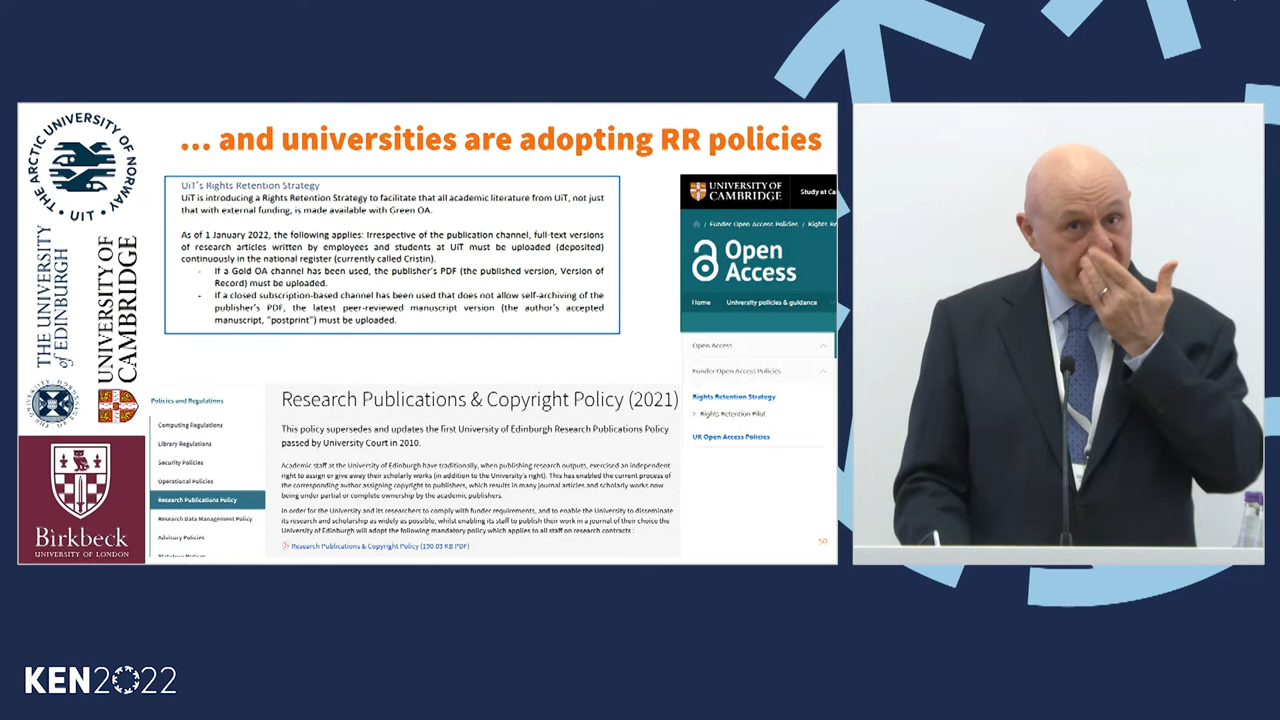 ... and universities are adopting RR policies
THE ARCTIC UNIVERSITY OF NORWAY
· UiT ·
THE UNIVERSITY
of EDINBURGH
UNIVERSITY OF
CAMBRIDGE
Birkbeck
UNIVERSITY OF LONDON
UiT's Rights Retention Strategy
UiT is introducing a Rights Retention Strategy to facilitate that all academic literature from UiT, not just
that with external funding, is made available with Green OA.
As of 1 January 2022, the following applies: Irrespective of the publication channel, full-text versions
of research articles written by employees and students at UiT must be uploaded (deposited)
continuously in the national register (currently called Cristin).
- If a Gold OA channel has been used, the publisher's PDF (the published version, Version of
Record) must be uploaded.
- If a closed subscription-based channel has been used that does not allow self-archiving of the
publisher's PDF, the latest peer-reviewed manuscript version (the author's accepted
manuscript, "postprint") must be uploaded.
UNIVERSITY OF
CAMBRIDGE
Study at Ca
/ Funder Open Access Policies / Rights Re
Open
Access
Home University policies & guidance
Open Access
Funder Open Access Policies
Rights Retention Strategy
> Rights Retention Pilot
UK Open Access Policies
Policies and Regulations
Computing Regulations
Library Regulations
Security Policies
Operational Policies
Research Publications Policy
Research Data Management Policy
Advisory Policies
Research Publications & Copyright Policy (2021)
This policy supersedes and updates the first University of Edinburgh Research Publications Policy
passed by University Court in 2010.
Academic staff at the University of Edinburgh have traditionally, when publishing research outputs, exercised an independent
right to assign or give away their scholarly works (in addition to the University's right). This has enabled the current process of
the corresponding author assigning copyright to publishers, which results in many journal articles and scholarly works now
being under partial or complete ownership by the academic publishers.
In order for the University and its researchers to comply with funder requirements, and to enable the University to disseminate
its research and scholarship as widely as possible, whilst enabling its staff to publish their work in a journal of their choice the
University of Edinburgh will adopt the following mandatory policy which applies to all staff on research contracts :
Research Publications & Copyright Policy (190.03 KB PDF)
50
KEN2022